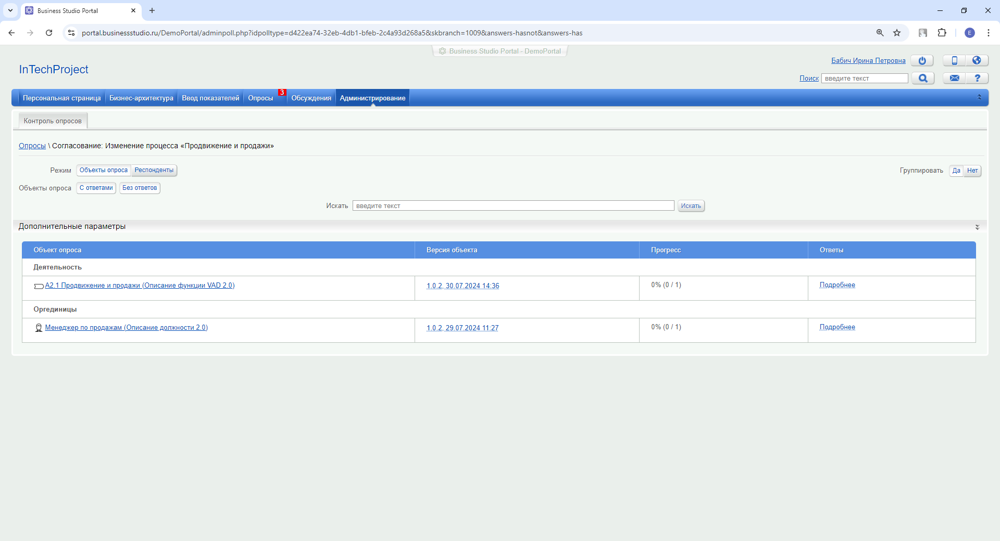 Business Studio Portal
portal.businessstudio.ru/DemoPortal/adminpoll.php?idpolltype=d422ea74-32eb-4db1-bfeb-2c4a93d268a5&skbranch=1009&answers-hasnot&answers-has
E
Business Studio Portal - DemoPortal
InTechProject
Бабич Ирина Петровна
Поиск введите текст
Персональная страница Бизнес-архитектура Ввод показателей Опросы 3 Обсуждения Администрирование
Контроль опросов
Опросы \ Согласование: Изменение процесса «Продвижение и продажи»
Режим Объекты опроса Респонденты Группировать Да Нет
Объекты опроса С ответами Без ответов
Искать введите текст Искать
Дополнительные параметры
Объект опроса Версия объекта Прогресс Ответы
Деятельность
A2.1 Продвижение и продажи (Описание функции VAD 2.0) 1.0.2, 30.07.2024 14:36 0% (0 / 1) Подробнее
Оргединицы
Менеджер по продажам (Описание должности 2.0) 1.0.2, 29.07.2024 11:27 0% (0 / 1) Подробнее